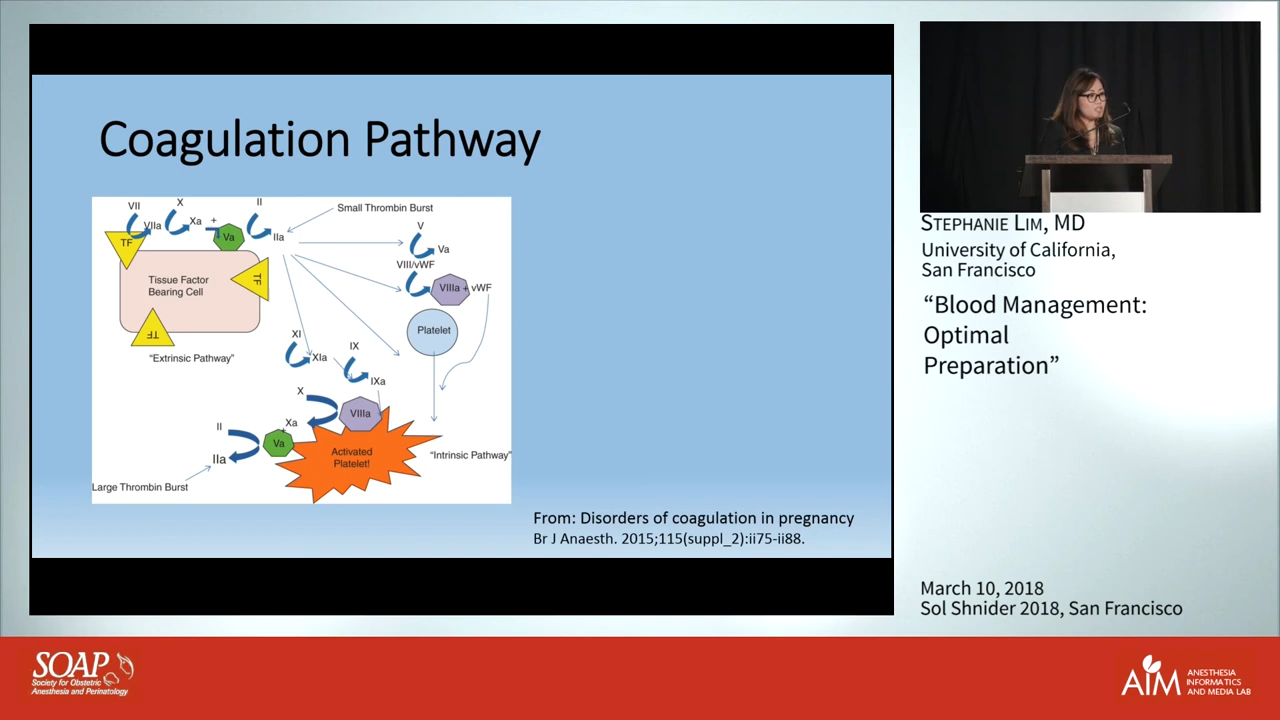 Coagulation Pathway
VII
X
II
Small Thrombin Burst
VIIa
Xa
+
Va
IIa
V
Va
TF
VIII/vWF
Tissue Factor
Bearing Cell
TF
VIIIa + vWF
TF
Platelet
"Extrinsic Pathway"
XI
XIa
IX
IXa
X
VIIIa
Xa
+
II
Va
IIa
Activated
Platelet!
"Intrinsic Pathway"
Large Thrombin Burst
From: Disorders of coagulation in pregnancy
Br J Anaesth. 2015;115(suppl_2):ii75-ii88.
STEPHANIE LIM, MD
University of California,
San Francisco
“Blood Management:
Optimal
Preparation”
March 10, 2018
Sol Shnider 2018, San Francisco
SOAP
Society for Obstetric
Anesthesia and Perinatology
AIM
ANESTHESIA
INFORMATICS
AND MEDIA LAB